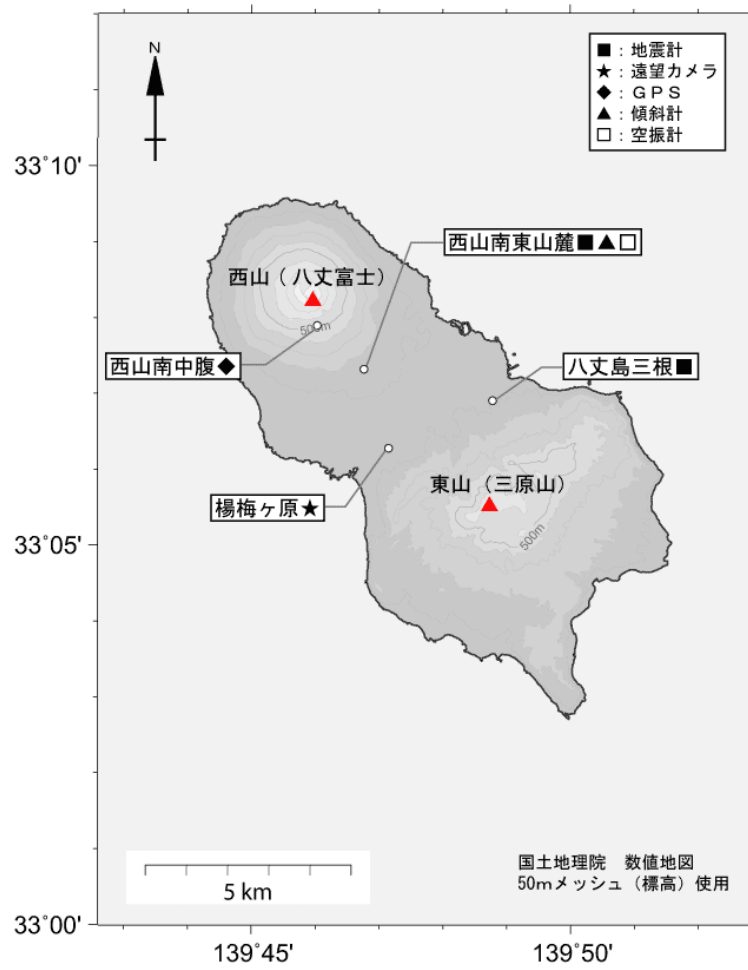 ■：地震計
★：遠望カメラ
◆：ＧＰＳ
▲：傾斜計
□：空振計
N
33°10'
西山南東山麓■▲□
西山（八丈富士）
500m
西山南中腹◆
八丈島三根■
東山（三原山）
楊梅ヶ原★
500m
33°05'
国土地理院　数値地図
50mメッシュ（標高）使用
5 km
33°00'
139°45'
139°50'